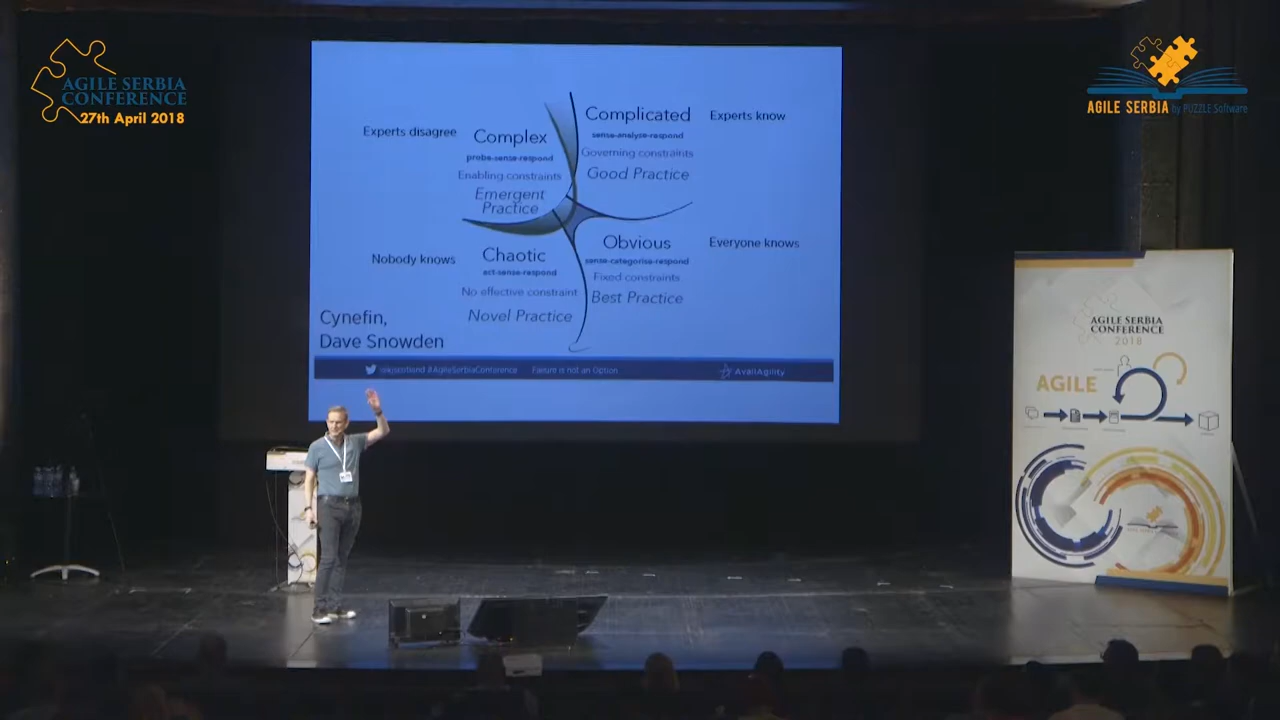 AGILE SERBIA
CONFERENCE
27th April 2018
AGILE SERBIA by PUZZLE Software
Experts disagree
Complex
probe-sense-respond
Enabling constraints
Emergent
Practice
Complicated
sense-analyse-respond
Governing constraints
Good Practice
Experts know
Nobody knows
Chaotic
act-sense-respond
No effective constraint
Novel Practice
Obvious
sense-categorise-respond
Fixed constraints
Best Practice
Everyone knows
Cynefin,
Dave Snowden
@kjscotland #AgileSerbiaConference
Failure is not an Option
AvailAgility
AGILE SERBIA
CONFERENCE
2018
AGILE